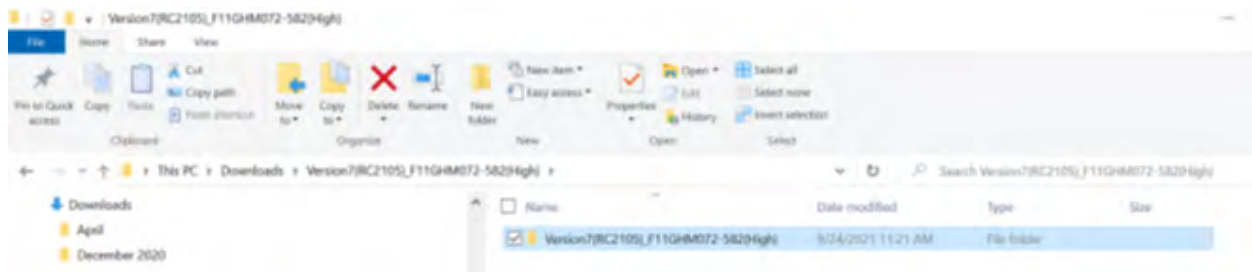 Version7(RC2105)_F11GHM072-582(High)
File Home Share View
Pin to Quick access
Copy
Paste
Cut
Copy path
Paste shortcut
Move to
Copy to
Delete
Rename
New folder
New item
Easy access
Properties
Open
Edit
History
Select all
Select none
Invert selection
Clipboard Organize New Open Select
This PC Downloads Version7(RC2105)_F11GHM072-582(High)
Search Version7(RC2105)_F11GHM072-582(High)
Downloads
April
December 2020
Name Date modified Type Size
Version7(RC2105)_F11GHM072-582(High) 9/24/2021 11:21 AM File folder